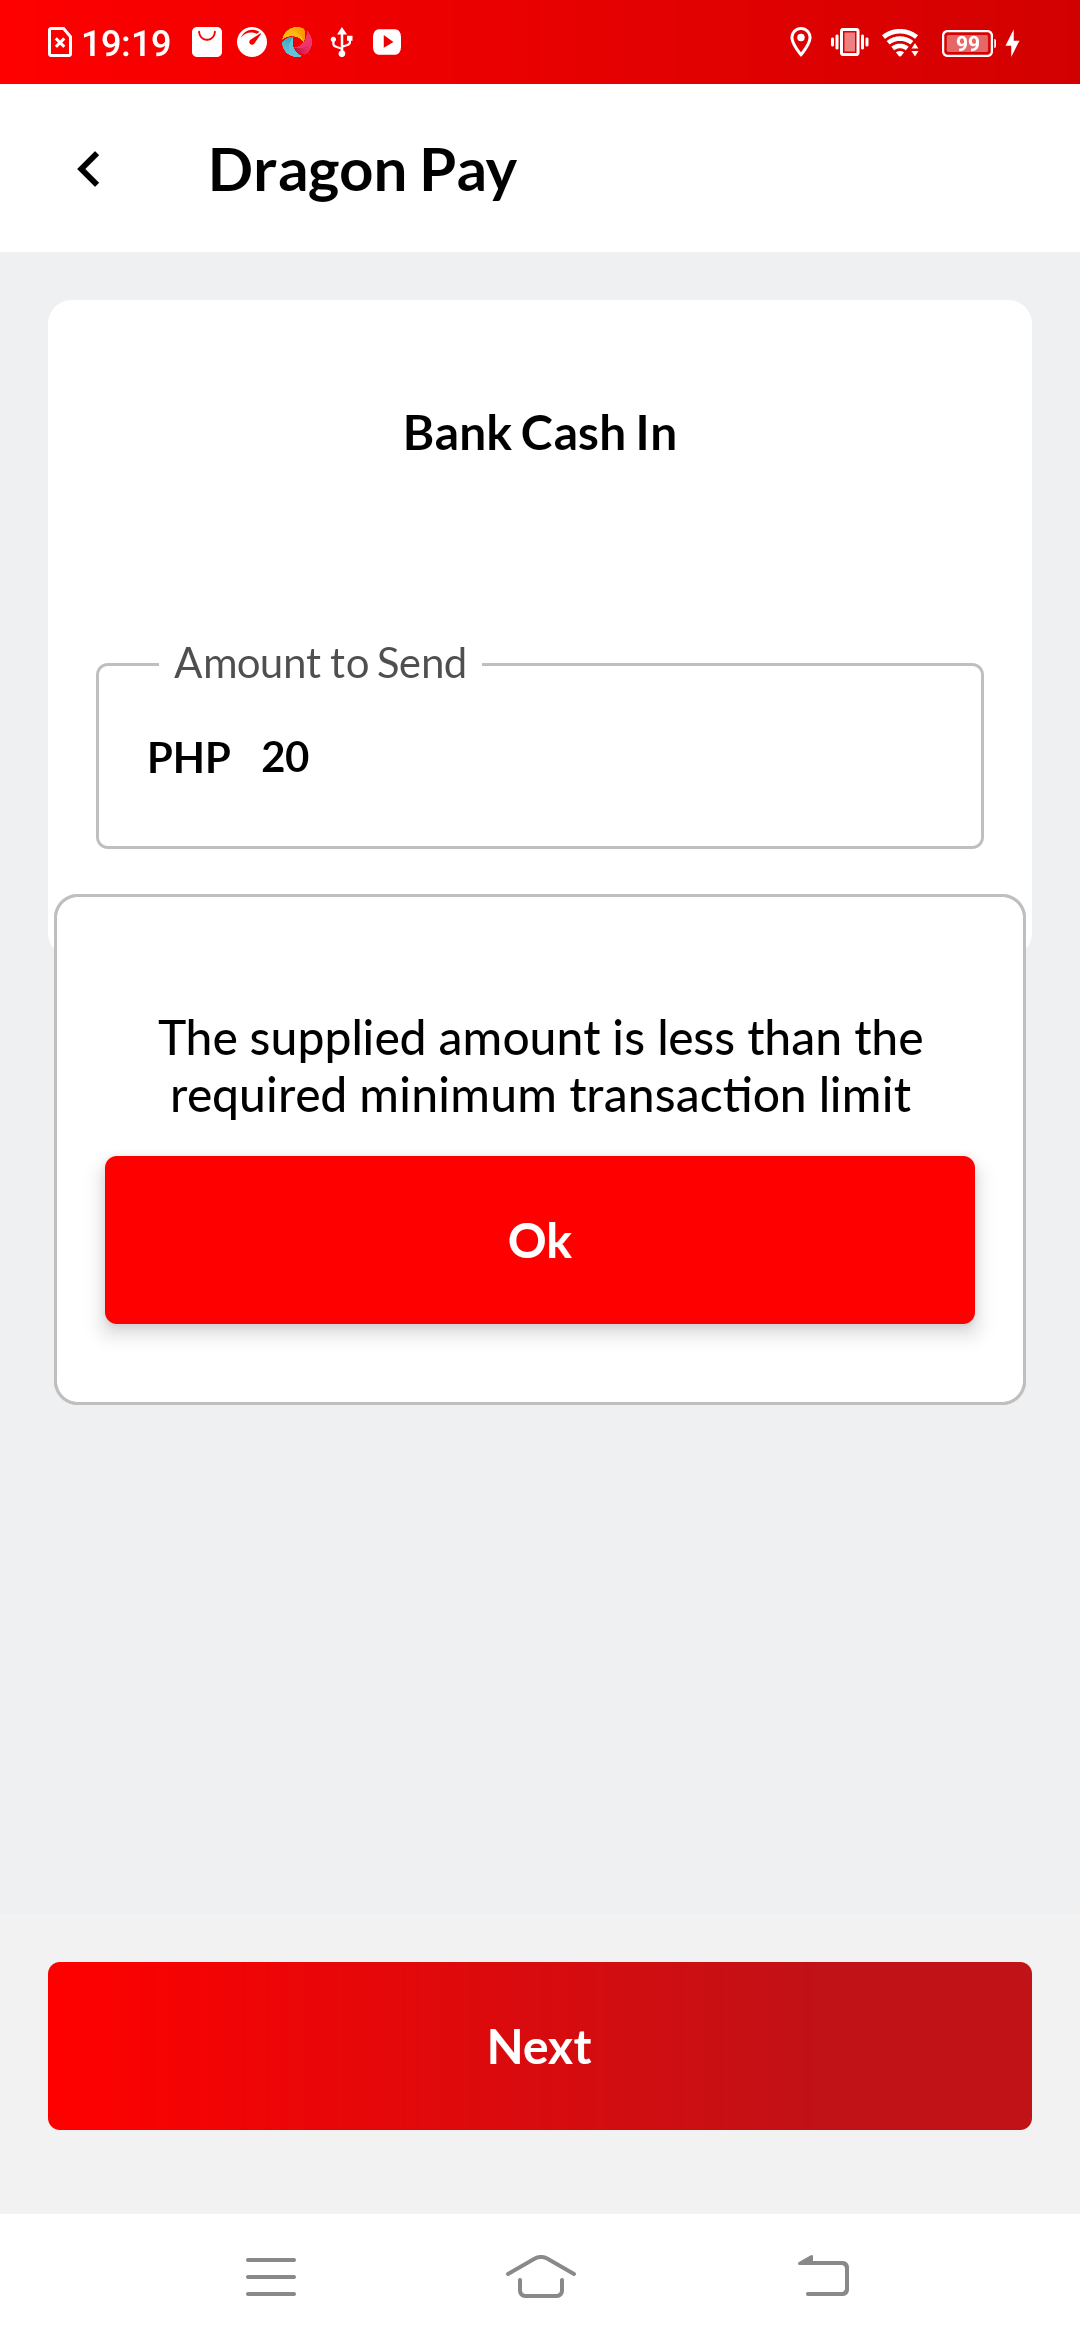 19:19
99
Dragon Pay
Bank Cash In
Amount to Send
PHP 20
The supplied amount is less than the
required minimum transaction limit
Ok
Next